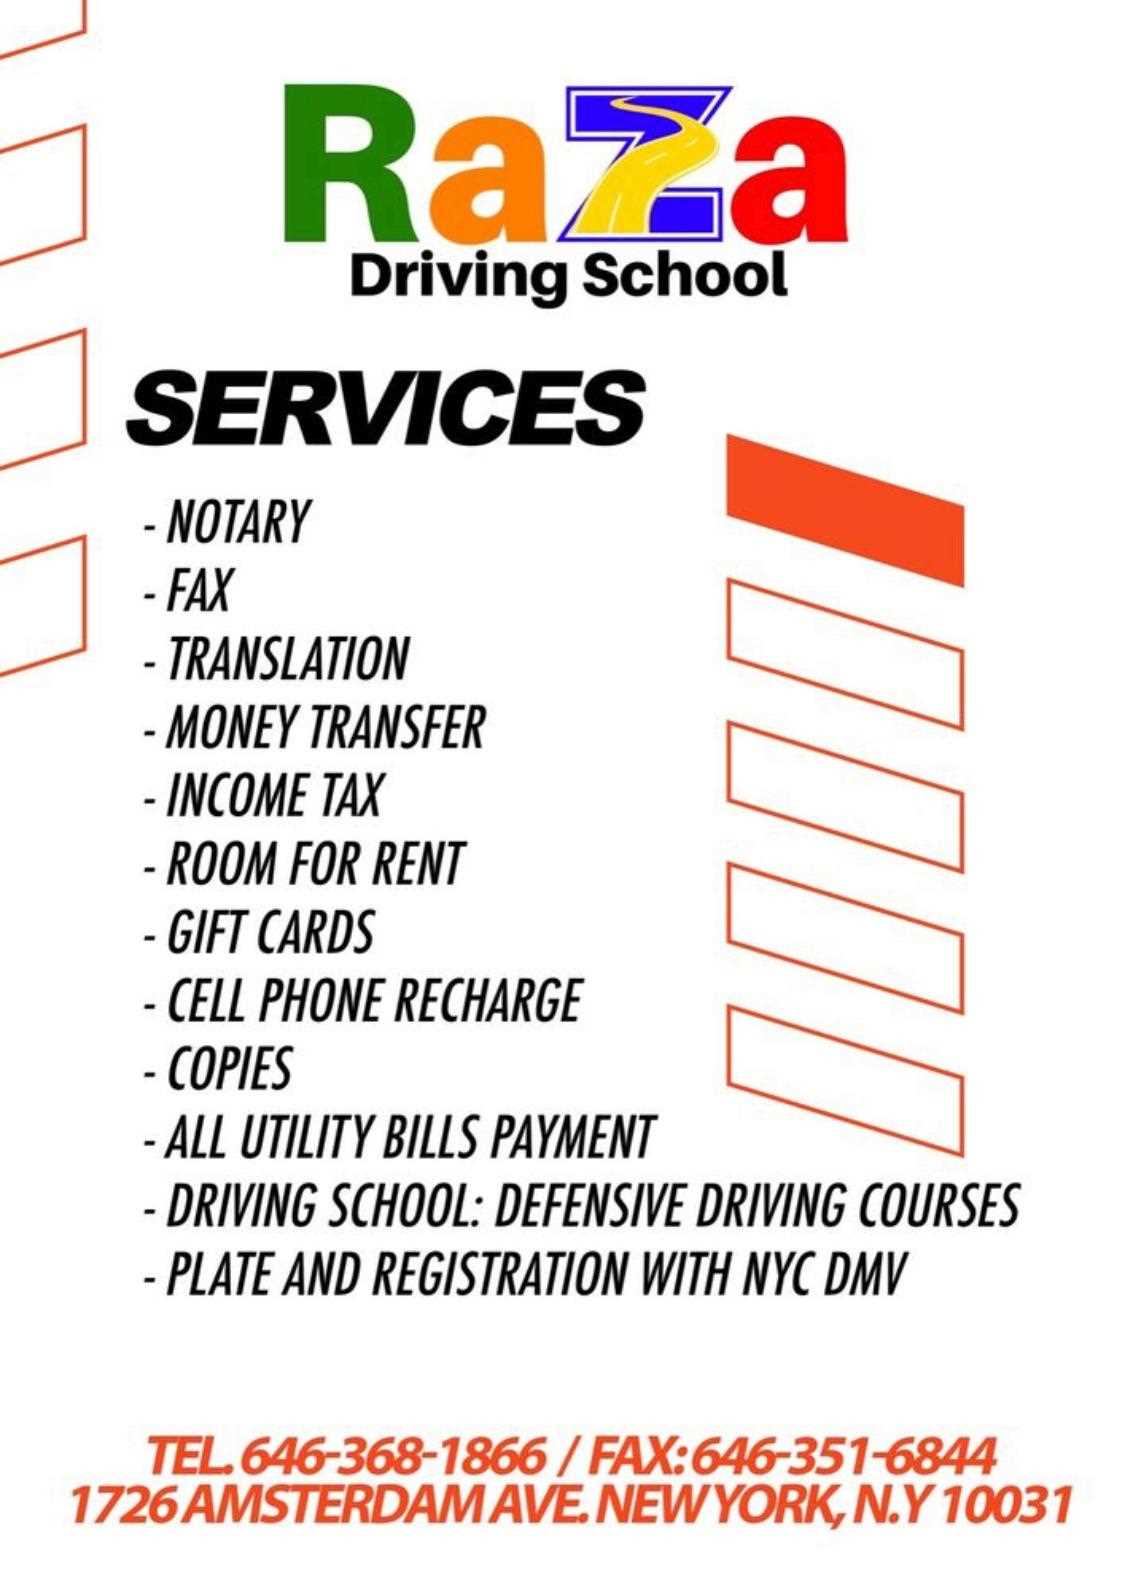 RaZa
Driving School
SERVICES
- NOTARY
- FAX
- TRANSLATION
- MONEY TRANSFER
- INCOME TAX
- ROOM FOR RENT
- GIFT CARDS
- CELL PHONE RECHARGE
- COPIES
- ALL UTILITY BILLS PAYMENT
- DRIVING SCHOOL: DEFENSIVE DRIVING COURSES
- PLATE AND REGISTRATION WITH NYC DMV
TEL. 646-368-1866 / FAX: 646-351-6844
1726 AMSTERDAM AVE. NEW YORK, N.Y 10031